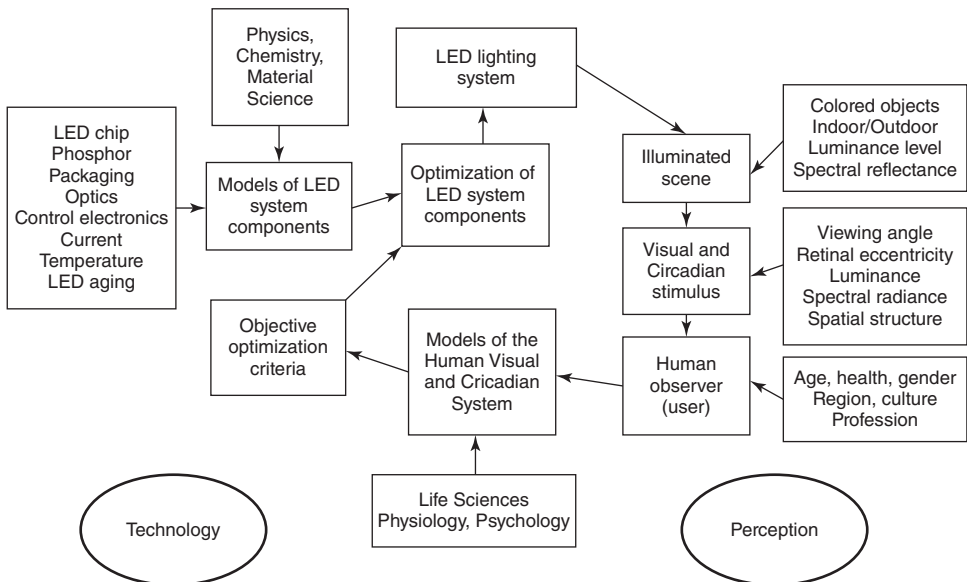 Physics,
Chemistry,
Material
Science
LED lighting
system
LED chip
Phosphor
Packaging
Optics
Control electronics
Current
Temperature
LED aging
Models of LED
system
components
Optimization of
LED system
components
Illuminated
scene
Colored objects
Indoor/Outdoor
Luminance level
Spectral reflectance
Visual and
Circadian
stimulus
Viewing angle
Retinal eccentricity
Luminance
Spectral radiance
Spatial structure
Objective
optimization
criteria
Models of the
Human Visual
and Cricadian
System
Human
observer
(user)
Age, health, gender
Region, culture
Profession
Life Sciences
Physiology, Psychology
Technology
Perception